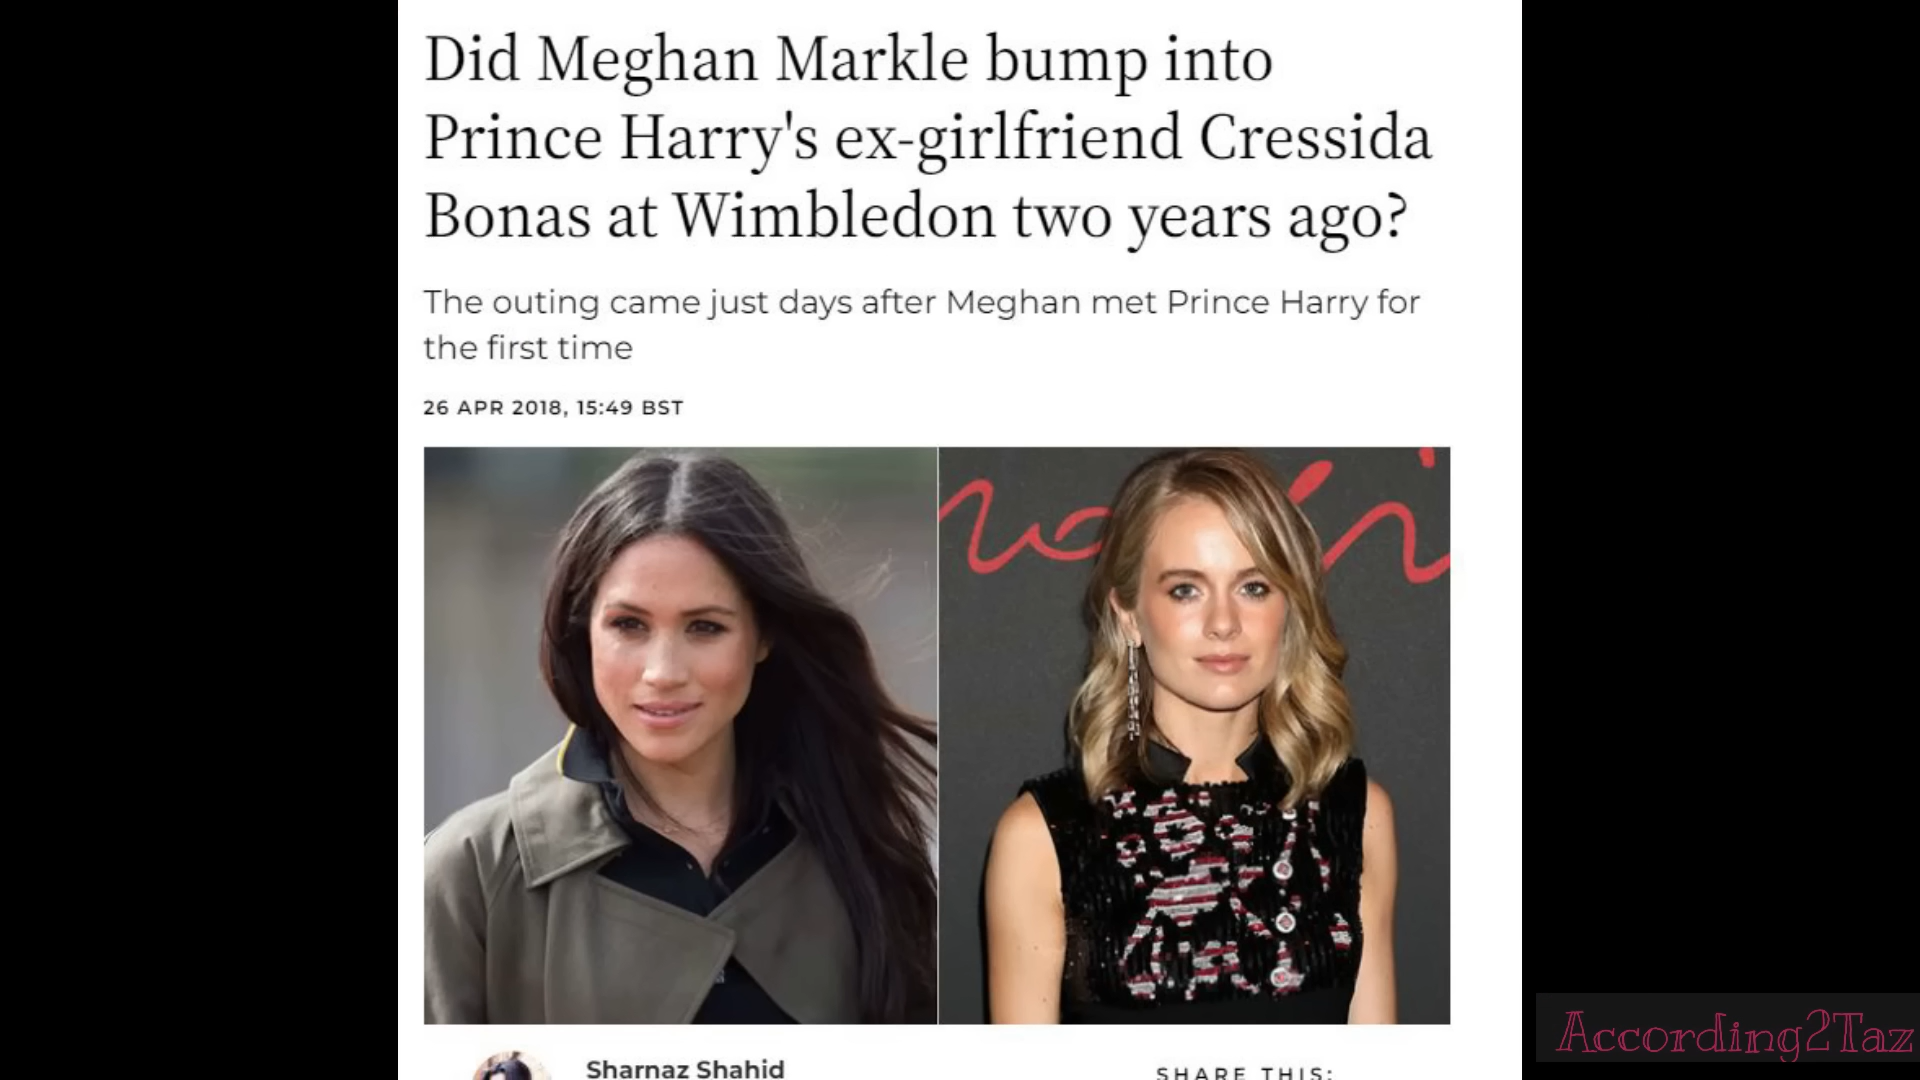 Did Meghan Markle bump into
Prince Harry's ex-girlfriend Cressida
Bonas at Wimbledon two years ago?
The outing came just days after Meghan met Prince Harry for
the first time
26 APR 2018, 15:49 BST
Sharnaz Shahid
SHARE THIS:
According2Taz